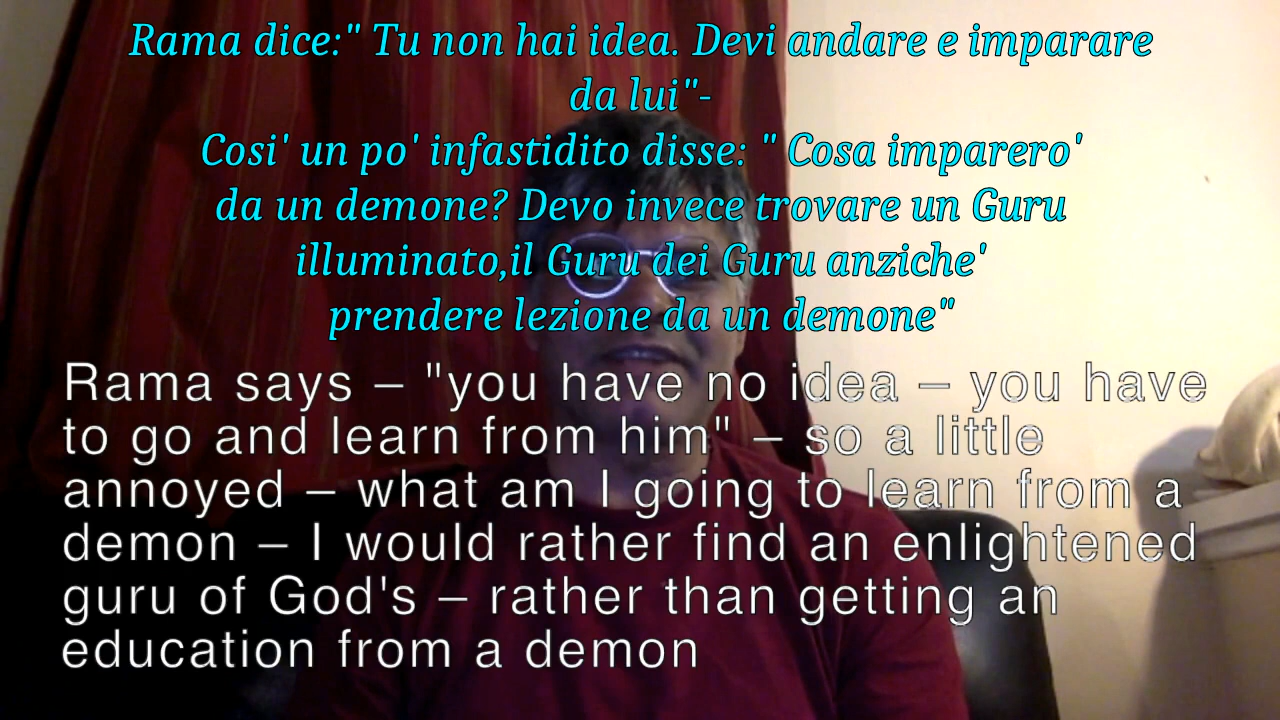 Rama dice:" Tu non hai idea. Devi andare e imparare
da lui"-
Cosi' un po' infastidito disse: " Cosa imparero'
da un demone? Devo invece trovare un Guru
illuminato,il Guru dei Guru anziche'
prendere lezione da un demone"
Rama says – "you have no idea – you have
to go and learn from him" – so a little
annoyed – what am I going to learn from a
demon – I would rather find an enlightened
guru of God's – rather than getting an
education from a demon